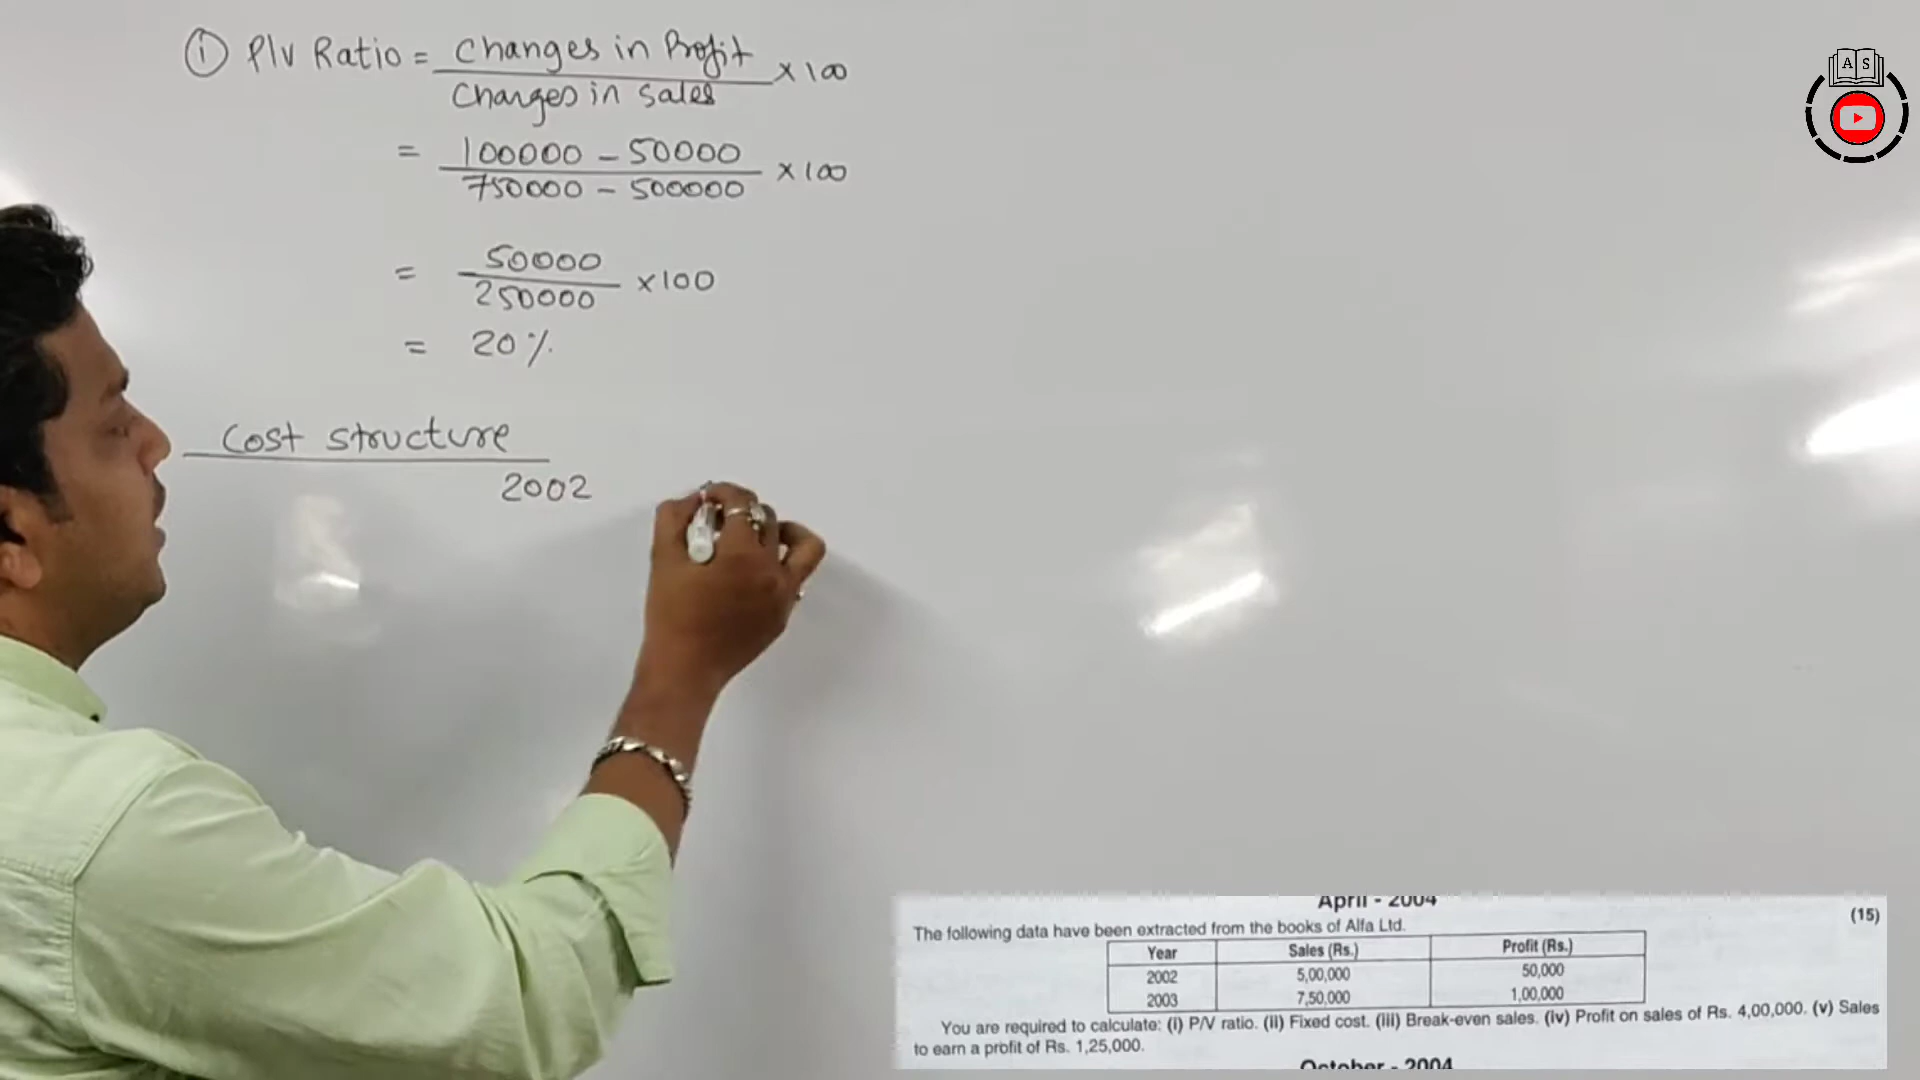 ① P/V Ratio = Changes in Profit × 100
Changes in Sales
= 100000 - 50000 × 100
750000 - 500000
= 50000 × 100
250000
= 20%
Cost structure
2002
A S
April - 2004
(15)
The following data have been extracted from the books of Alfa Ltd.
Year Sales (Rs.) Profit (Rs.)
2002 5,00,000 50,000
2003 7,50,000 1,00,000
You are required to calculate: (i) P/V ratio. (ii) Fixed cost. (iii) Break-even sales. (iv) Profit on sales of Rs. 4,00,000. (v) Sales
to earn a profit of Rs. 1,25,000.
October - 2004